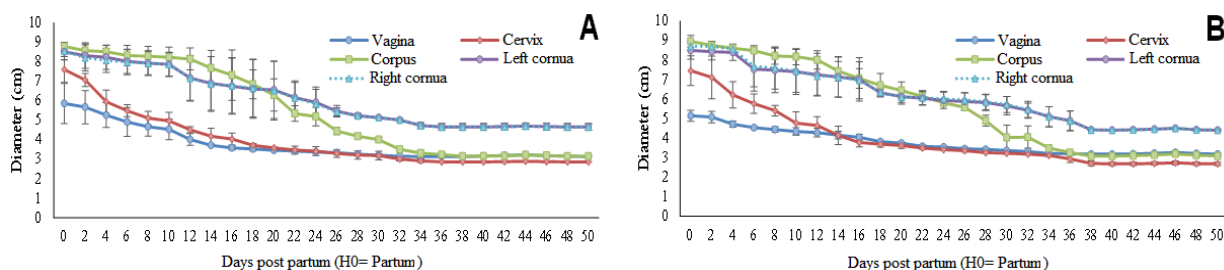 A
10
9
8
7
6
5
4
3
2
1
0
Diameter (cm)
Vagina
Cervix
Corpus
Left cornua
Right cornua
0 2 4 6 8 10 12 14 16 18 20 22 24 26 28 30 32 34 36 38 40 42 44 46 48 50
Days post partum (H0= Partum)
B
10
9
8
7
6
5
4
3
2
1
0
Diameter (cm)
Vagina
Cervix
Corpus
Left cornua
Right cornua
0 2 4 6 8 10 12 14 16 18 20 22 24 26 28 30 32 34 36 38 40 42 44 46 48 50
Days post partum (H0= Partum)